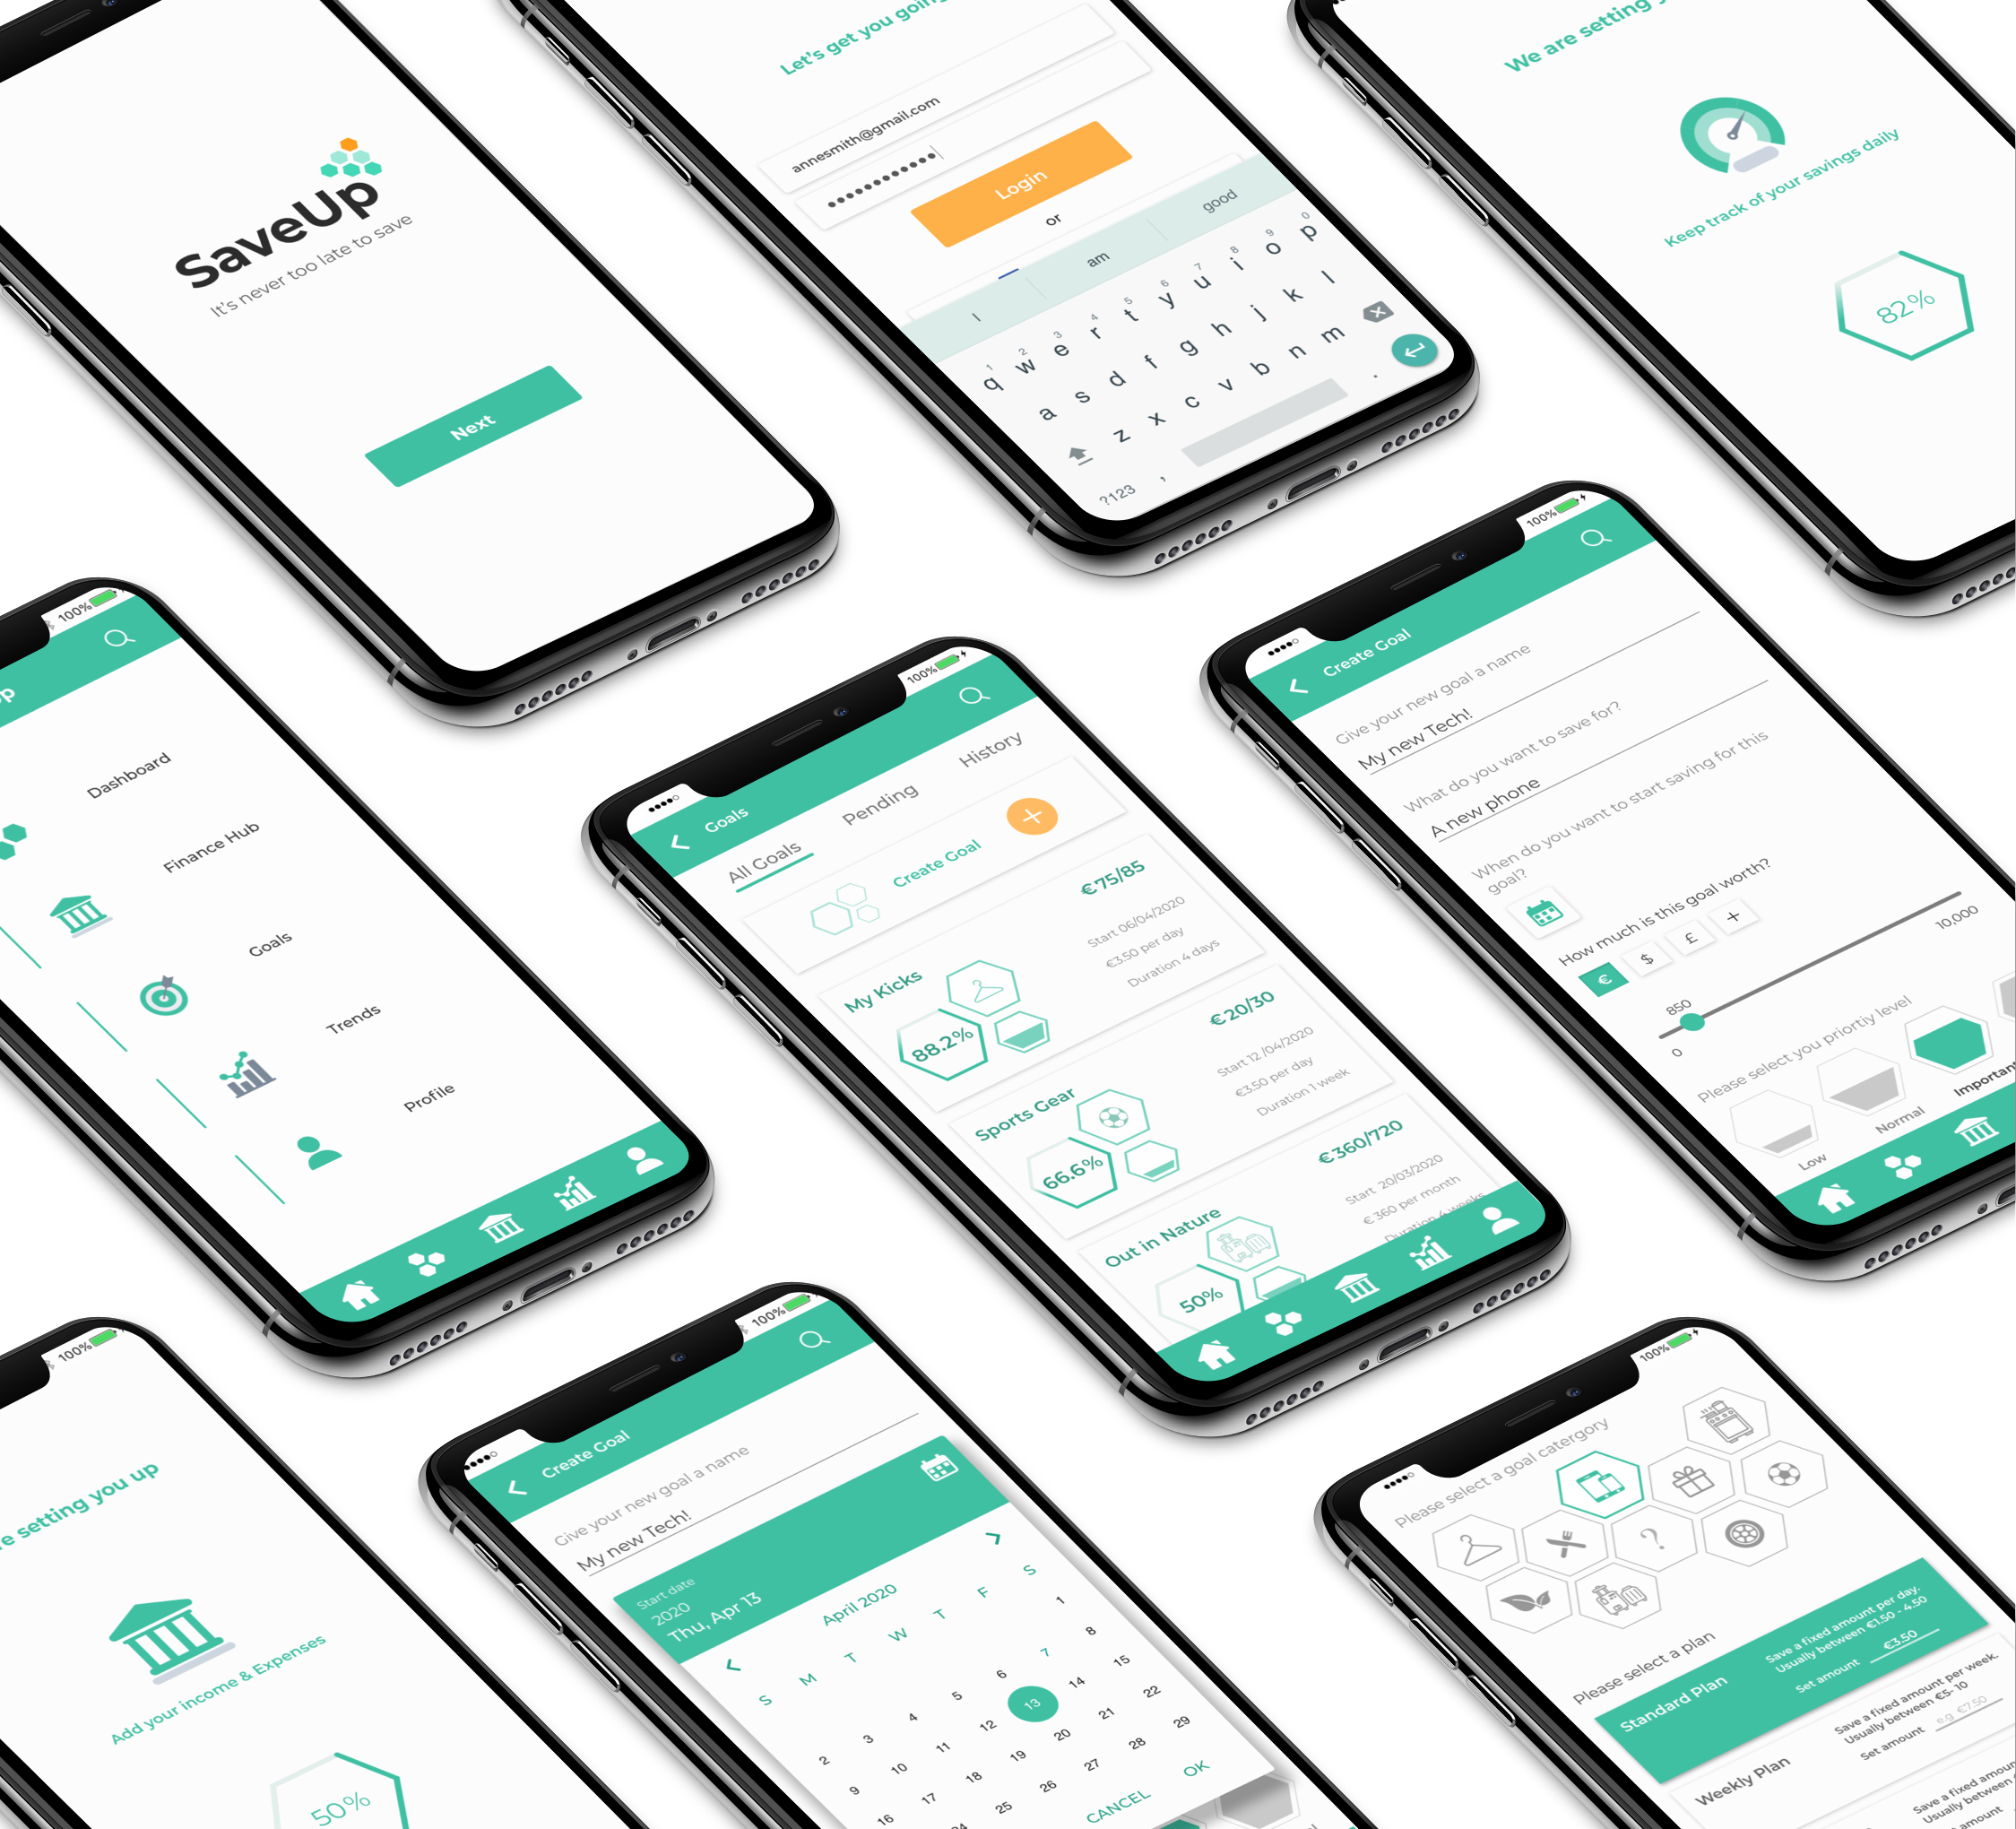 SaveUp
It's never too late to save
Next
Let's get you going
annesmith@gmail.com
Login
or
I am good
1 2 3 4 5 6 7 8 9 0
q w e r t y u i o p
a s d f g h j k l
z x c v b n m
?123 , .
We are setting
Keep track of your savings daily
82%
100%
Dashboard
Finance Hub
Goals
Trends
Profile
100%
Goals
All Goals Pending History
Create Goal
My Kicks
€75/85
Start 06/04/2020
€3.50 per day
Duration 4 days
88.2%
Sports Gear
€20/30
Start 12 /04/2020
€3.50 per day
Duration 1 week
66.6%
Out in Nature
€360/720
Start 20/03/2020
€360 per month
Duration 4 weeks
50%
100%
Create Goal
Give your new goal a name
My new Tech!
What do you want to save for?
A new phone
When do you want to start saving for this
goal?
How much is this goal worth?
€ $ £ +
850
0 10,000
Please select you priortiy level
Low Normal Important
100%
setting you up
Add your income & Expenses
50%
100%
Create Goal
Give your new goal a name
My new Tech!
Start date
2020
Thu, Apr 13
April 2020
S M T W T F S
1
2 3 4 5 6 7 8
9 10 11 12 13 14 15
16 17 18 19 20 21 22
24 25 26 27 28 29
CANCEL OK
100%
Please select a goal catergory
?
Please select a plan
Standard Plan
Save a fixed amount per day.
Usually between €1.50 - 4.50
Set amount €3.50
Weekly Plan
Save a fixed amount per week.
Usually between €5- 10
Set amount e.g €7.50
Save a fixed
Usually between
amount